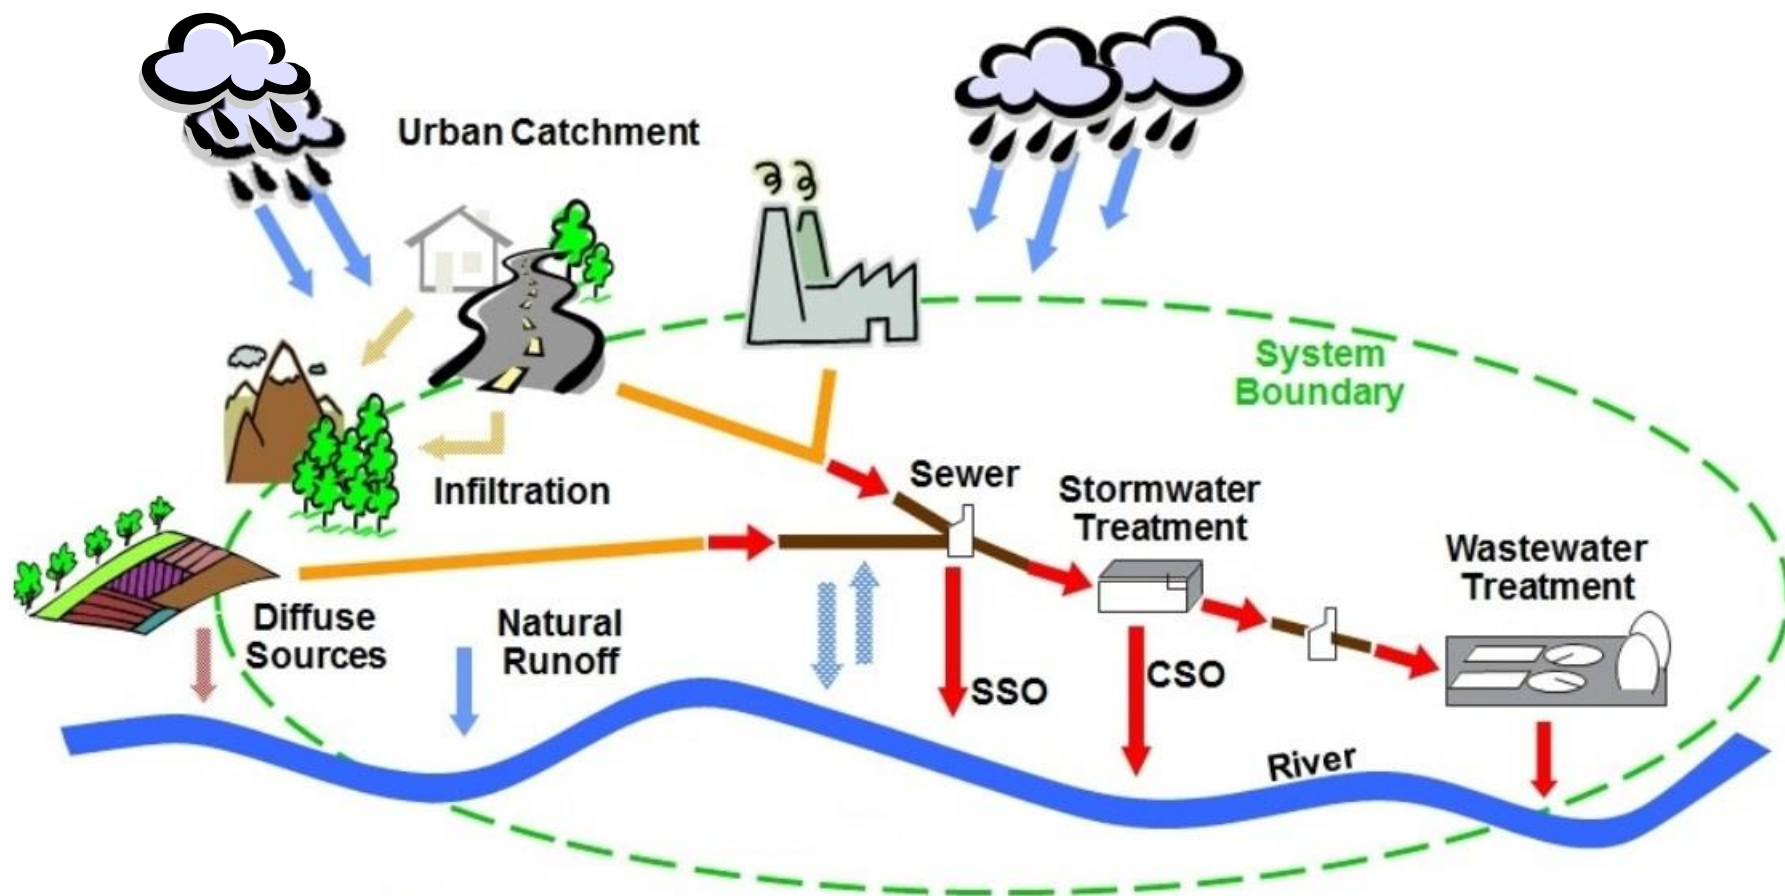 Urban Catchment
System
Boundary
Sewer
Stormwater
Treatment
Infiltration
Wastewater
Treatment
Diffuse
Sources
Natural
Runoff
SSO
CSO
River